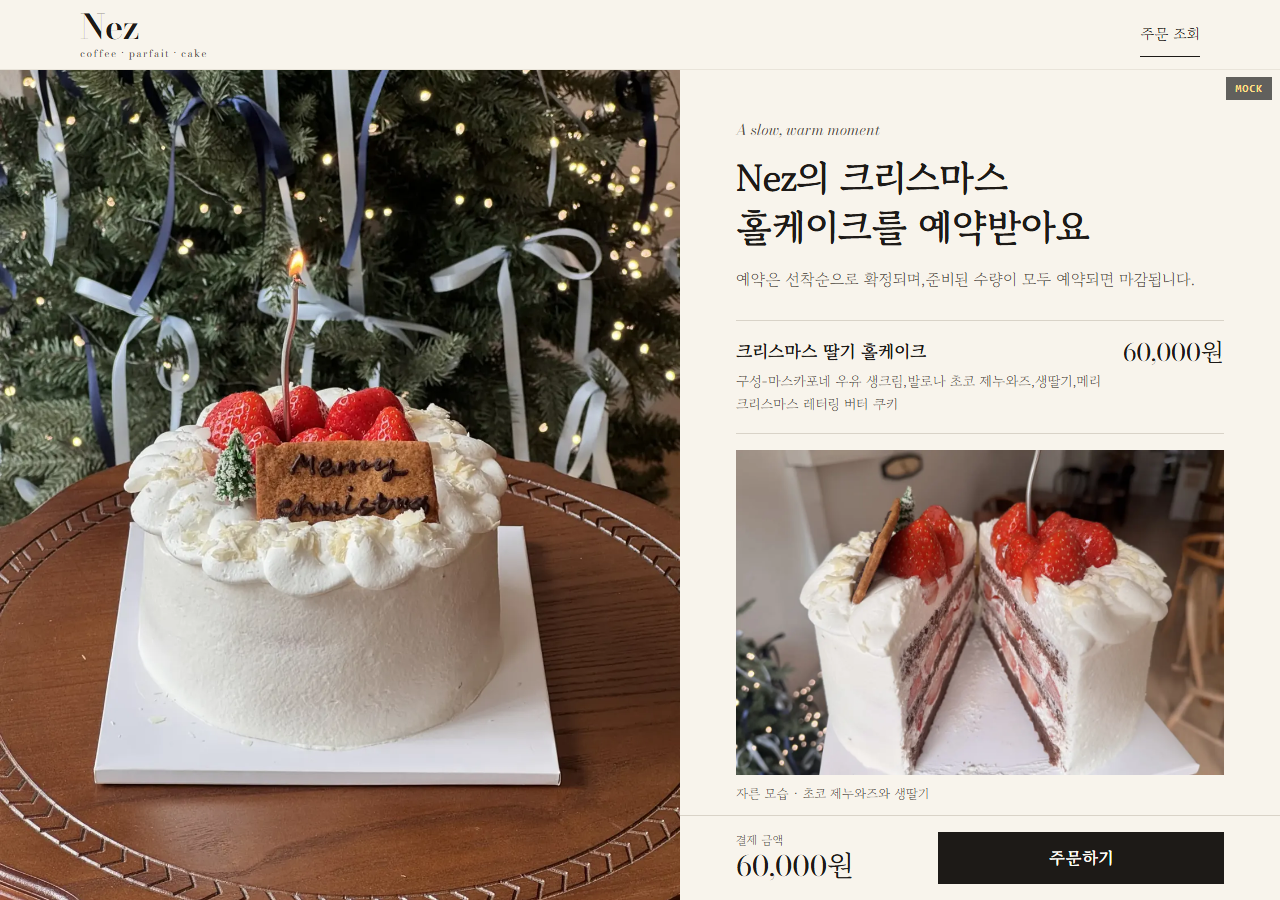 Nez
coffee · parfait · cake
주문 조회
MOCK
A slow, warm moment
Nez의 크리스마스
홀케이크를 예약받아요
예약은 선착순으로 확정되며,준비된 수량이 모두 예약되면 마감됩니다.
크리스마스 딸기 홀케이크
60,000원
구성-마스카포네 우유 생크림,발로나 초코 제누와즈,생딸기,메리
크리스마스 레터링 버터 쿠키
Merry
christmas
자른 모습 · 초코 제누와즈와 생딸기
결제 금액
60,000원
주문하기